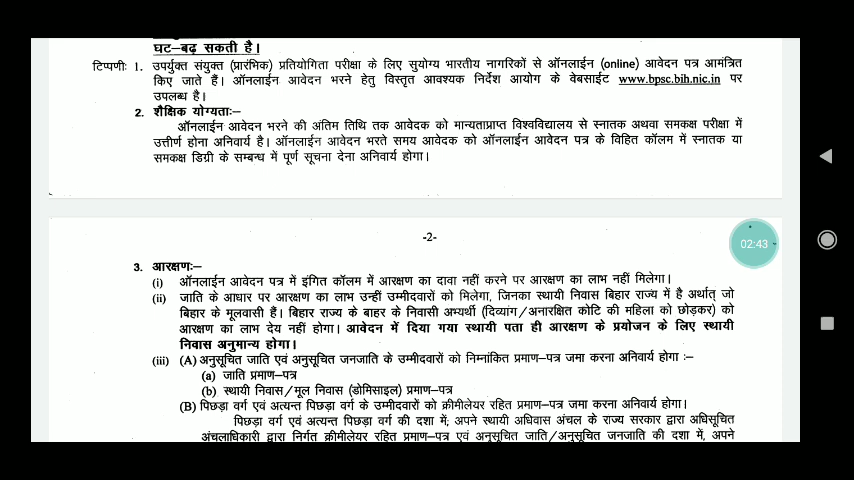 घट–बढ़ सकती है।
टिप्पणीः 1. उपर्युक्त संयुक्त (प्रारंभिक) प्रतियोगिता परीक्षा के लिए सुयोग्य भारतीय नागरिकों से ऑनलाईन (online) आवेदन पत्र आमंत्रित
किए जाते हैं। ऑनलाईन आवेदन भरने हेतु विस्तृत आवश्यक निर्देश आयोग के वेबसाईट www.bpsc.bih.nic.in पर
उपलब्ध है।
2. शैक्षिक योग्यताः–
ऑनलाईन आवेदन भरने की अंतिम तिथि तक आवेदक को मान्यताप्राप्त विश्वविद्यालय से स्नातक अथवा समकक्ष परीक्षा में
उत्तीर्ण होना अनिवार्य है। ऑनलाईन आवेदन भरते समय आवेदक को ऑनलाईन आवेदन पत्र के विहित कॉलम में स्नातक या
समकक्ष डिग्री के सम्बन्ध में पूर्ण सूचना देना अनिवार्य होगा।
-2-
02:43
3. आरक्षणः–
(i) ऑनलाईन आवेदन पत्र में इंगित कॉलम में आरक्षण का दावा नहीं करने पर आरक्षण का लाभ नहीं मिलेगा।
(ii) जाति के आधार पर आरक्षण का लाभ उन्हीं उम्मीदवारों को मिलेगा, जिनका स्थायी निवास बिहार राज्य में है अर्थात् जो
बिहार के मूलवासी हैं। बिहार राज्य के बाहर के निवासी अभ्यर्थी (दिव्यांग/अनारक्षित कोटि की महिला को छोड़कर) को
आरक्षण का लाभ देय नहीं होगा। आवेदन में दिया गया स्थायी पता ही आरक्षण के प्रयोजन के लिए स्थायी
निवास अनुमान्य होगा।
(iii) (A) अनुसूचित जाति एवं अनुसूचित जनजाति के उम्मीदवारों को निम्नांकित प्रमाण–पत्र जमा करना अनिवार्य होगा :–
(a) जाति प्रमाण–पत्र
(b) स्थायी निवास/मूल निवास (डोमिसाइल) प्रमाण–पत्र
(B) पिछड़ा वर्ग एवं अत्यन्त पिछड़ा वर्ग के उम्मीदवारों को क्रीमीलेयर रहित प्रमाण–पत्र जमा करना अनिवार्य होगा।
पिछड़ा वर्ग एवं अत्यन्त पिछड़ा वर्ग की दशा में, अपने स्थायी अधिवास अंचल के राज्य सरकार द्वारा अधिसूचित
अंचलाधिकारी द्वारा निर्गत क्रीमीलेयर रहित प्रमाण–पत्र एवं अनुसूचित जाति/अनुसूचित जनजाति की दशा में, अपने